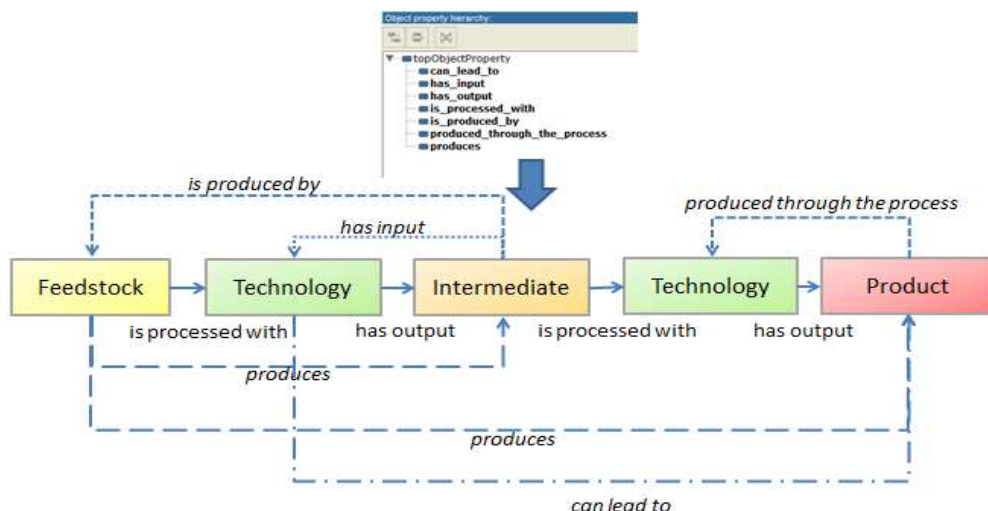 Object property hierarchy:
topObjectProperty
can_lead_to
has_input
has_output
is_processed_with
is_produced_by
produced_through_the_process
produces
is produced by
produced through the process
has input
Feedstock
Technology
Intermediate
Technology
Product
is processed with
has output
is processed with
has output
produces
produces
can lead to